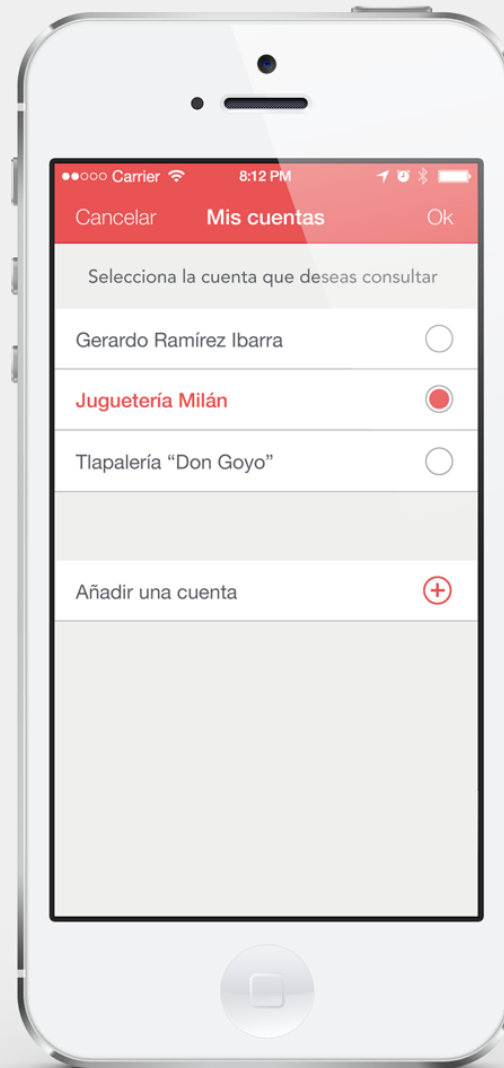 Carrier 8:12 PM
Cancelar Mis cuentas Ok
Selecciona la cuenta que deseas consultar
Gerardo Ramírez Ibarra
Juguetería Milán
Tlapalería “Don Goyo”
Añadir una cuenta